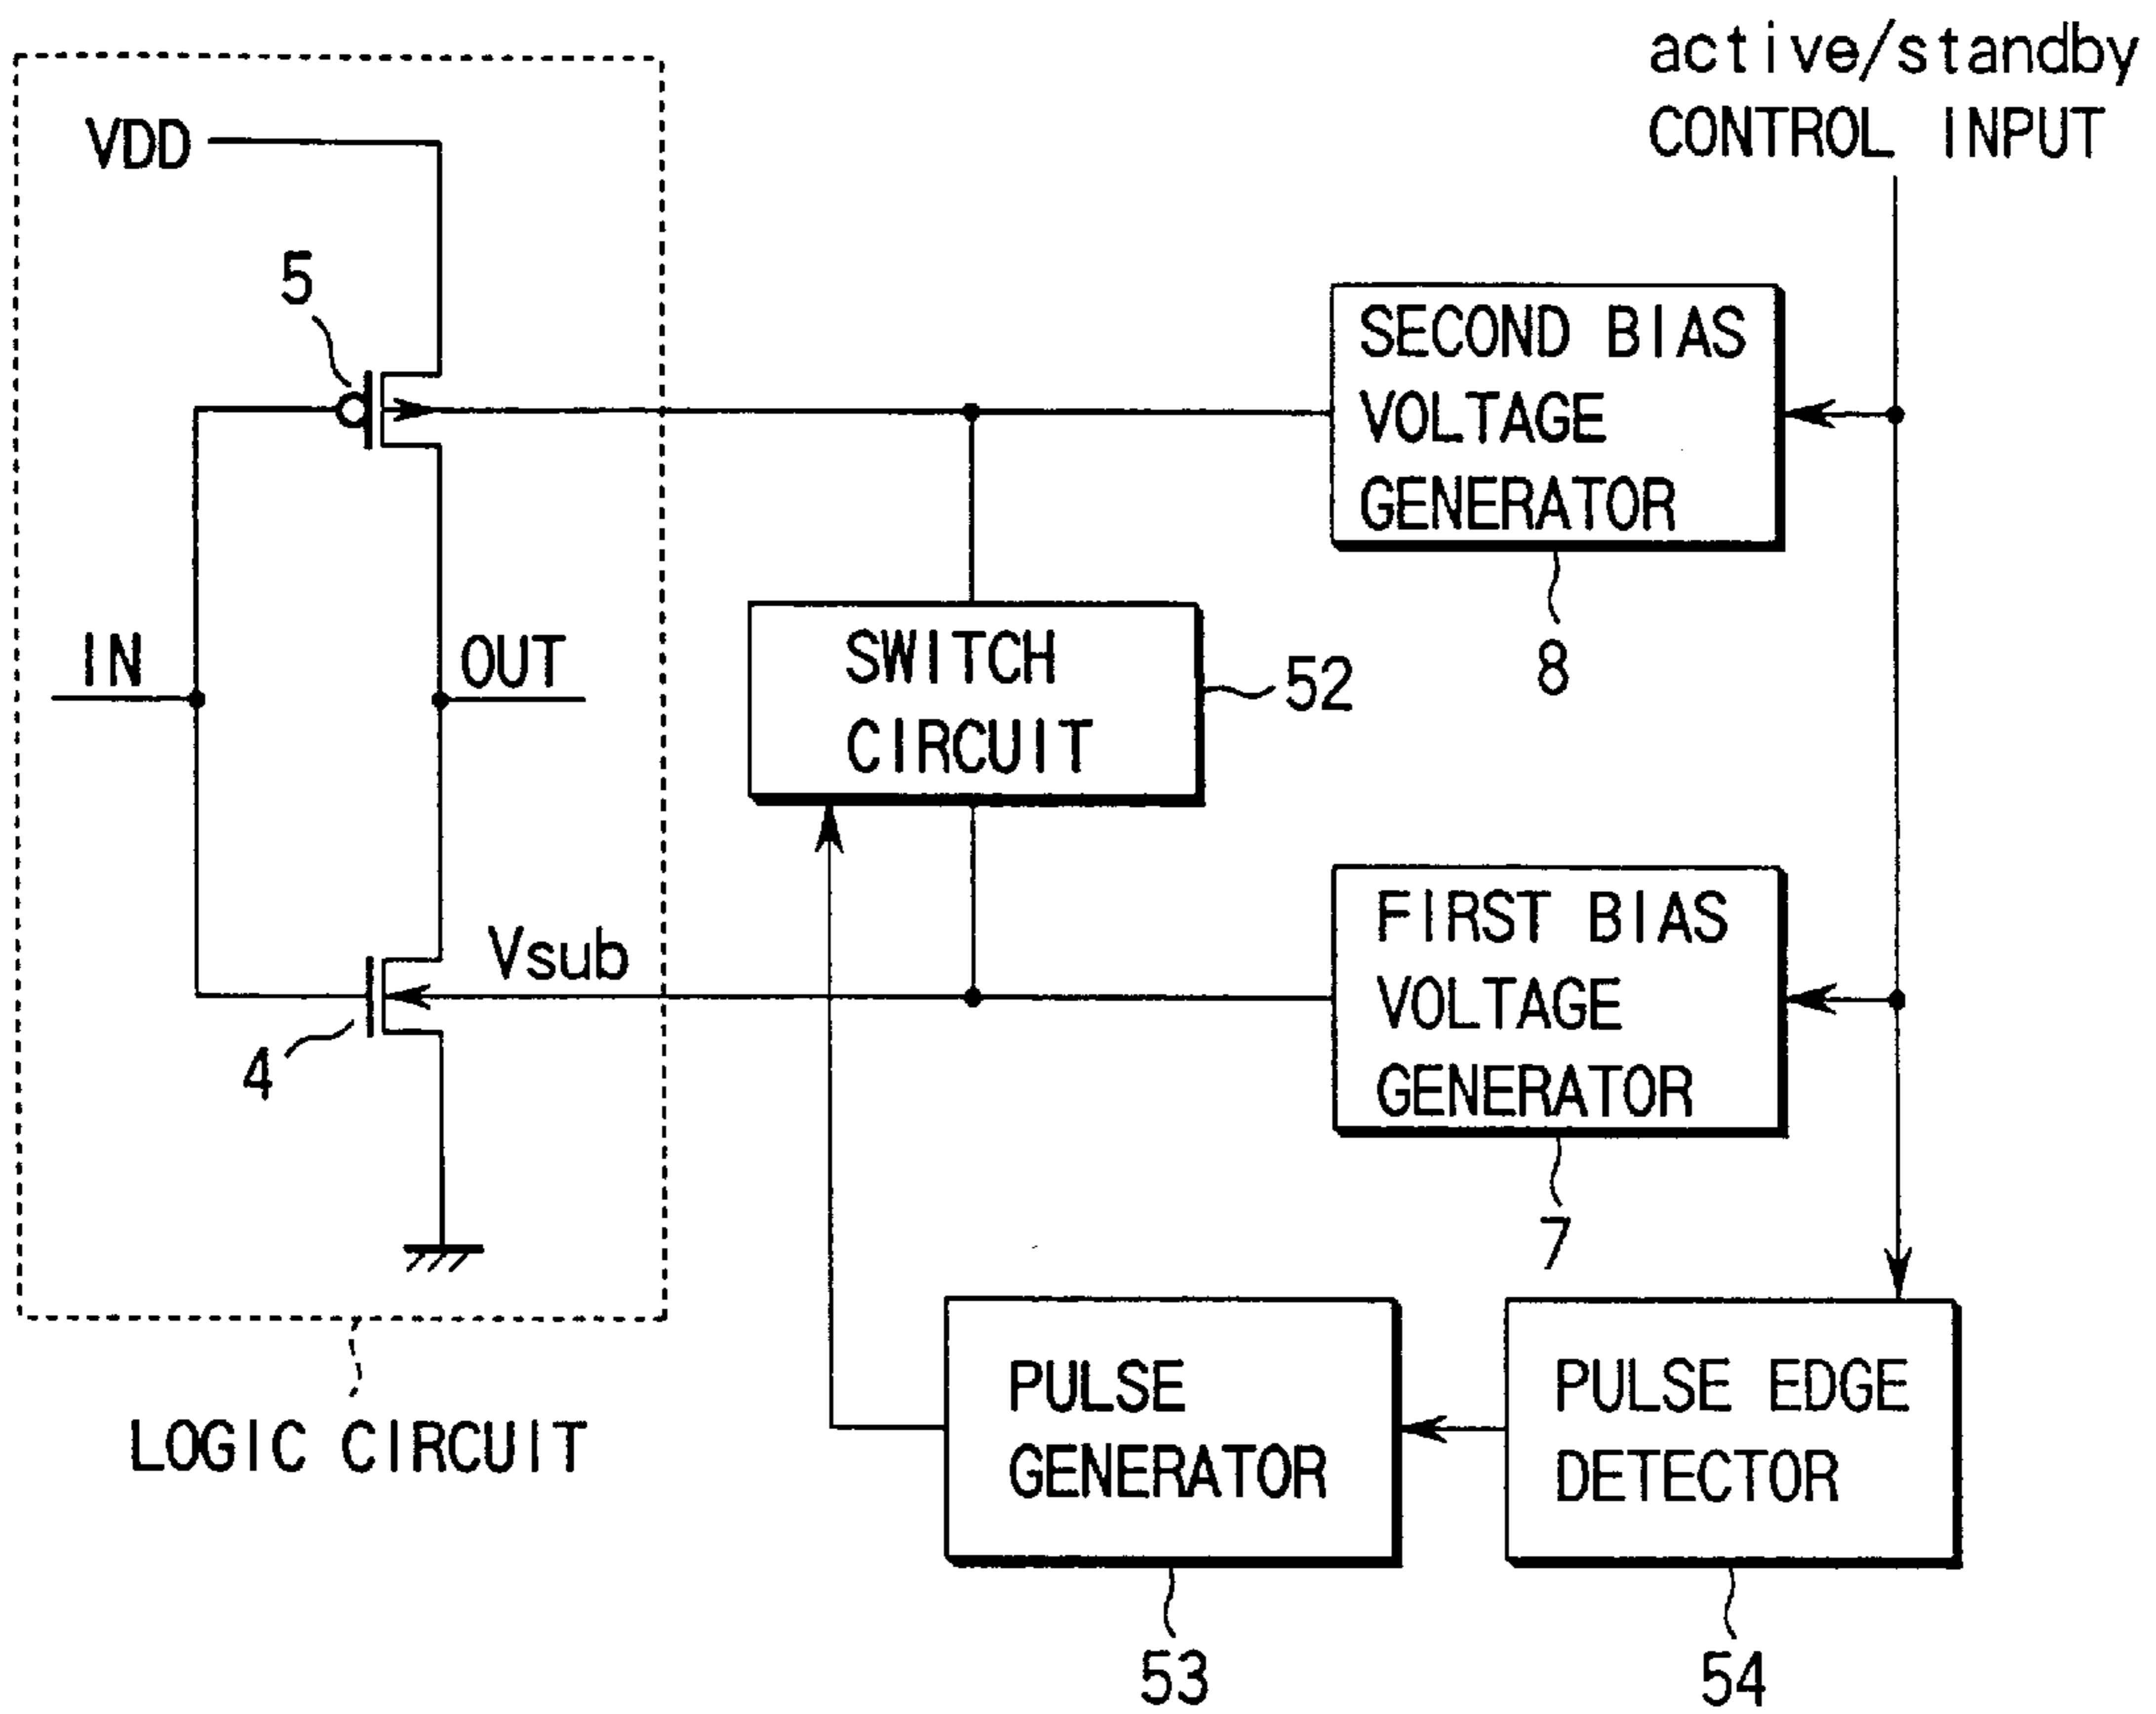 active/standby
CONTROL INPUT
VDD
5
SECOND BIAS
VOLTAGE
GENERATOR
8
IN
OUT
SWITCH
CIRCUIT
52
Vsub
4
FIRST BIAS
VOLTAGE
GENERATOR
7
PULSE
GENERATOR
53
PULSE EDGE
DETECTOR
54
LOGIC CIRCUIT